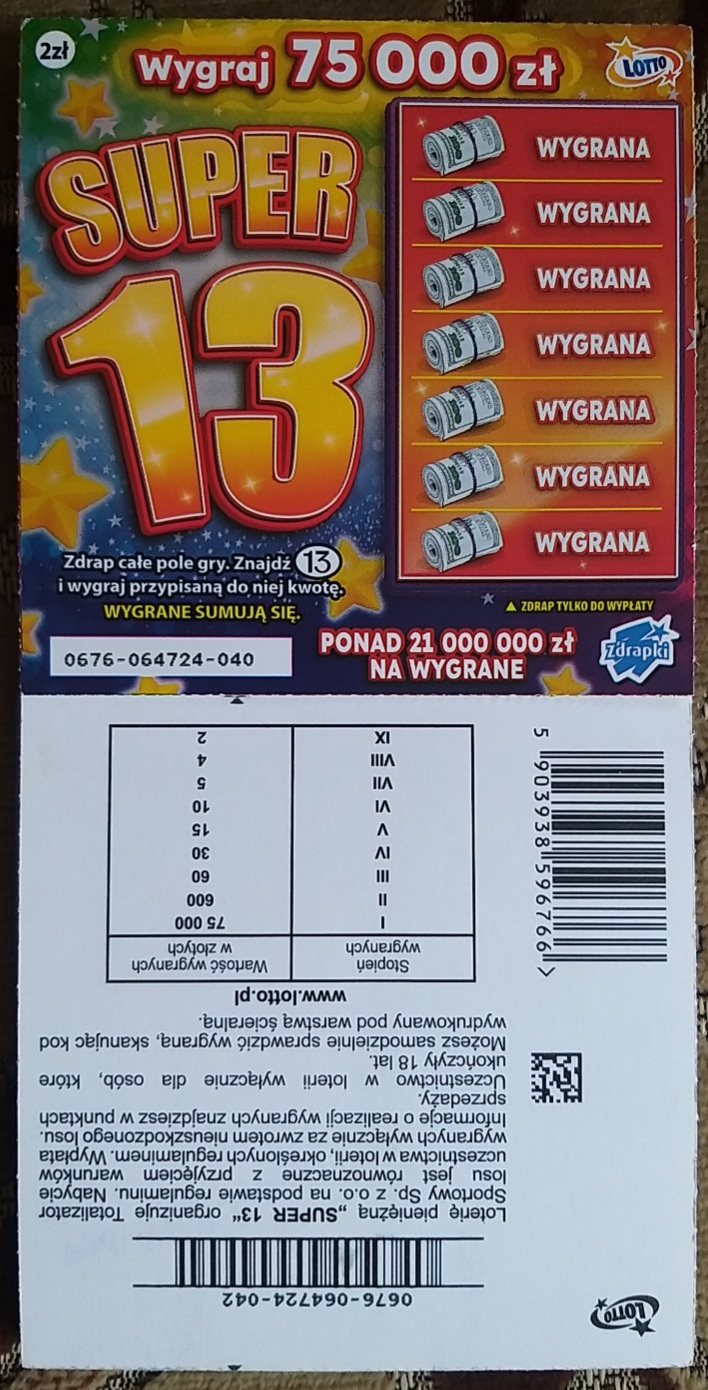 2zł
Wygraj 75 000 zł
LOTTO
SUPER
13
WYGRANA
WYGRANA
WYGRANA
WYGRANA
WYGRANA
WYGRANA
WYGRANA
Zdrap całe pole gry. Znajdź 13
i wygraj przypisaną do niej kwotę.
WYGRANE SUMUJĄ SIĘ.
▲ ZDRAP TYLKO DO WYPŁATY
0676-064724-040
PONAD 21 000 000 zł
NA WYGRANE
Zdrapki
LOTTO
0676-064724-042
Loterię pieniężną „SUPER 13” organizuje Totalizator
Sportowy Sp. z o.o. na podstawie regulaminu. Nabycie
losu jest równoznaczne z przyjęciem warunków
uczestnictwa w loterii, określonych regulaminem. Wypłata
wygranych wyłącznie za zwrotem nieuszkodzonego losu.
Informacje o realizacji wygranych znajdziesz w punktach
sprzedaży.
Uczestnictwo w loterii wyłącznie dla osób, które
ukończyły 18 lat.
Możesz samodzielnie sprawdzić wygraną, skanując kod
wydrukowany pod warstwą ścieralną.
www.lotto.pl
Stopień wygranych Wartość wygranych w złotych
I 75 000
II 600
III 60
IV 30
V 15
VI 10
VII 5
VIII 4
IX 2
5 903938 596766 >